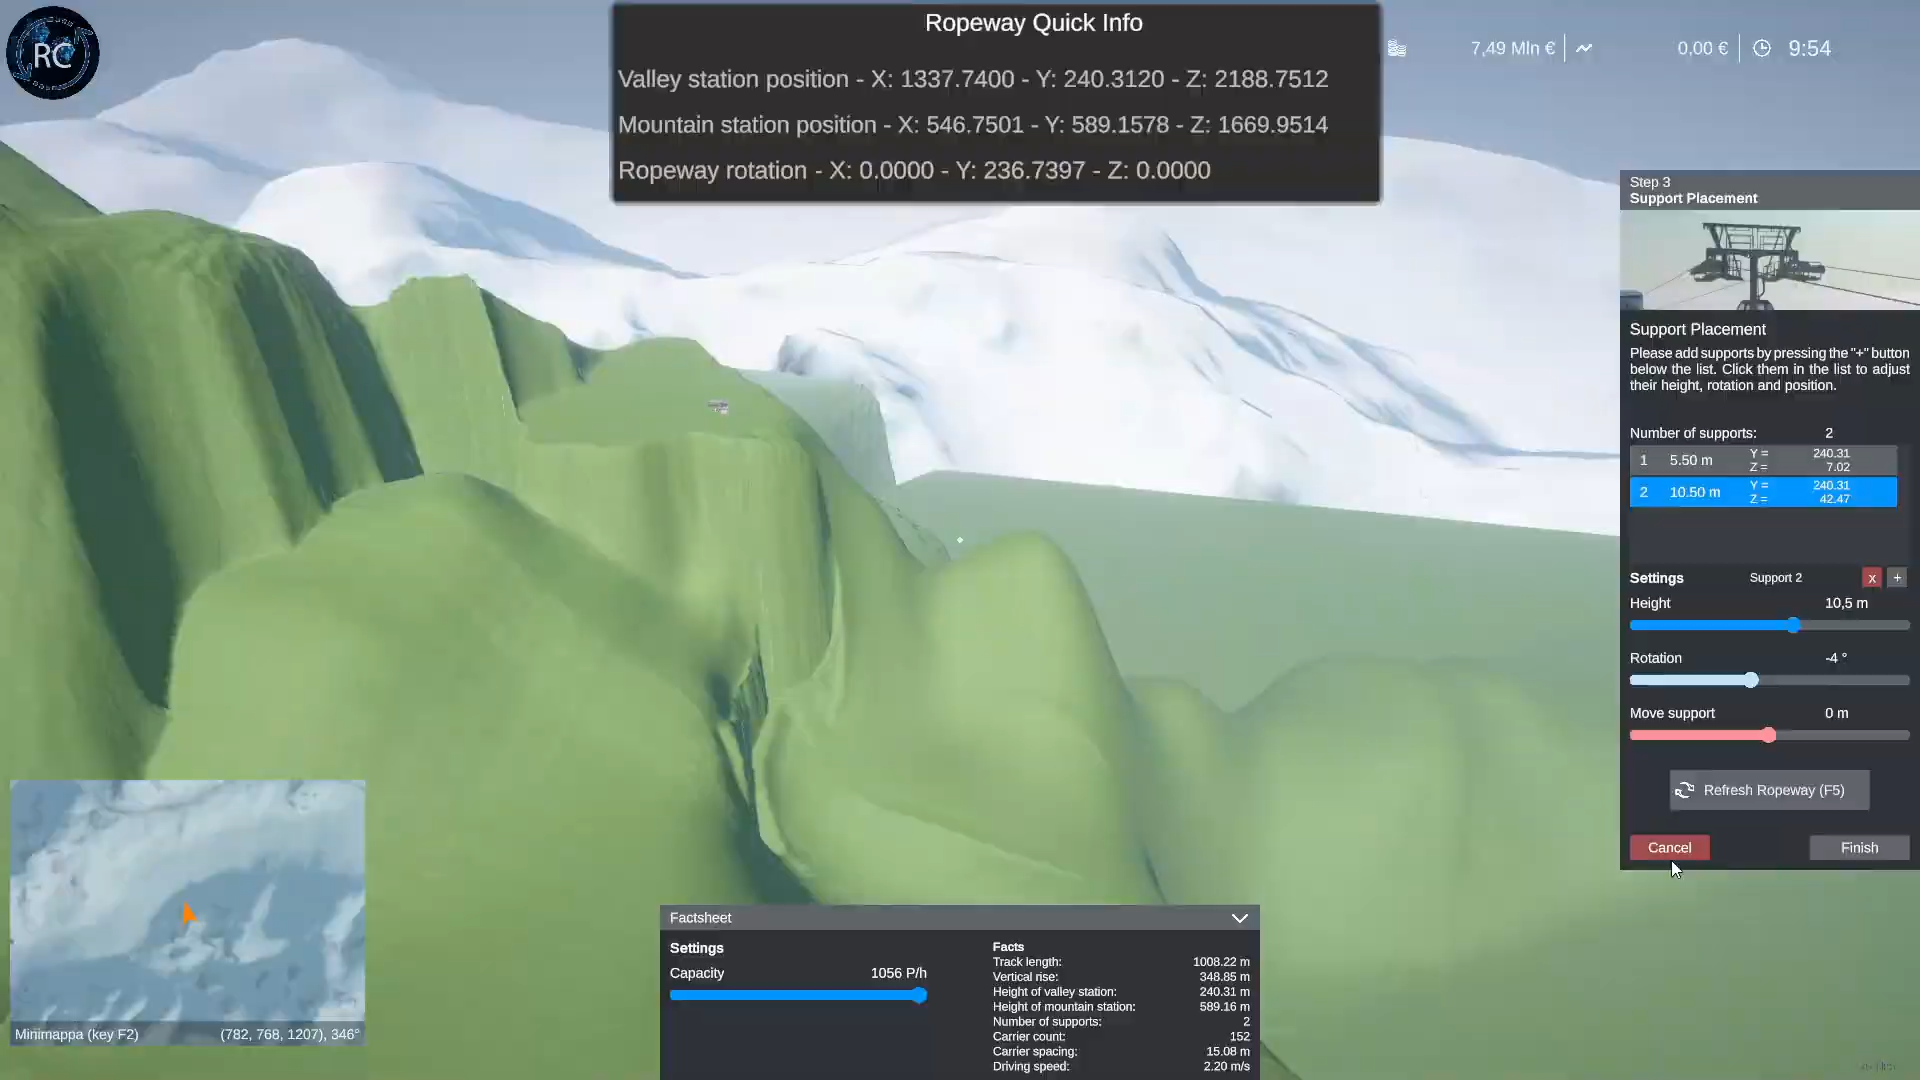 RC
Ropeway Quick Info
Valley station position - X: 1337.7400 - Y: 240.3120 - Z: 2188.7512
Mountain station position - X: 546.7501 - Y: 589.1578 - Z: 1669.9514
Ropeway rotation - X: 0.0000 - Y: 236.7397 - Z: 0.0000
7,49 Mln €
0,00 €
9:54
Step 3
Support Placement
Support Placement
Please add supports by pressing the "+" button
below the list. Click them in the list to adjust
their height, rotation and position.
Number of supports: 2
1 5.50 m Y = 240.31
Z = 7.02
2 10.50 m Y = 240.31
Z = 42.47
Settings Support 2 x +
Height 10,5 m
Rotation -4 °
Move support 0 m
Refresh Ropeway (F5)
Cancel Finish
Minimappa (key F2) (782, 768, 1207), 346°
Factsheet
Settings
Capacity 1056 P/h
Facts
Track length: 1008.22 m
Vertical rise: 348.85 m
Height of valley station: 240.31 m
Height of mountain station: 589.16 m
Number of supports: 2
Carrier count: 152
Carrier spacing: 15.08 m
Driving speed: 2.20 m/s